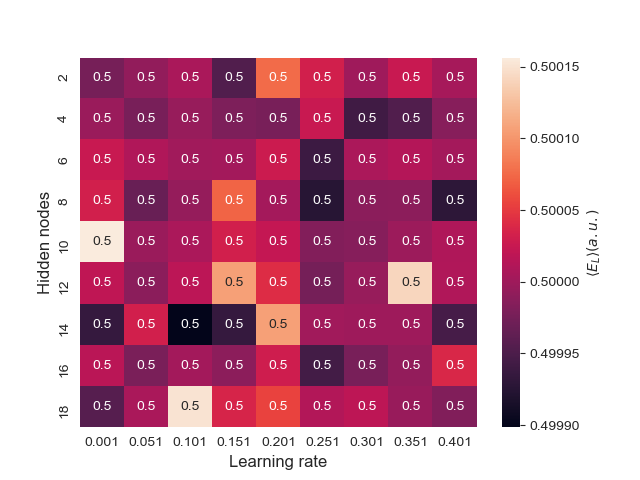 2 0.5 0.5 0.5 0.5 0.5 0.5 0.5 0.5 0.5
4 0.5 0.5 0.5 0.5 0.5 0.5 0.5 0.5 0.5
6 0.5 0.5 0.5 0.5 0.5 0.5 0.5 0.5 0.5
8 0.5 0.5 0.5 0.5 0.5 0.5 0.5 0.5 0.5
10 0.5 0.5 0.5 0.5 0.5 0.5 0.5 0.5 0.5
12 0.5 0.5 0.5 0.5 0.5 0.5 0.5 0.5 0.5
14 0.5 0.5 0.5 0.5 0.5 0.5 0.5 0.5 0.5
16 0.5 0.5 0.5 0.5 0.5 0.5 0.5 0.5 0.5
18 0.5 0.5 0.5 0.5 0.5 0.5 0.5 0.5 0.5
0.001 0.051 0.101 0.151 0.201 0.251 0.301 0.351 0.401
Learning rate
Hidden nodes
0.50015
0.50010
0.50005
0.50000
0.49995
0.49990
⟨E_L⟩(a.u.)